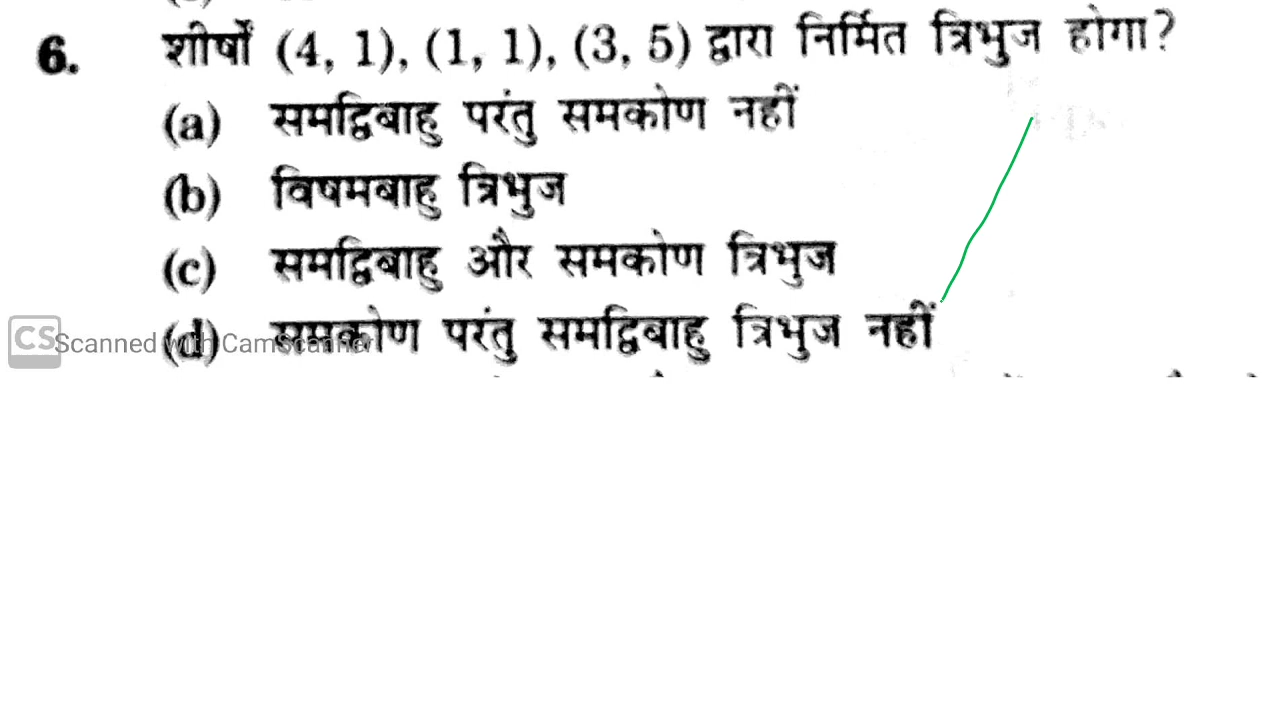 6. शीर्षों (4, 1), (1, 1), (3, 5) द्वारा निर्मित त्रिभुज होगा?
(a) समद्विबाहु परंतु समकोण नहीं
(b) विषमबाहु त्रिभुज
(c) समद्विबाहु और समकोण त्रिभुज
(d) समकोण परंतु समद्विबाहु त्रिभुज नहीं
CS Scanned with CamScanner